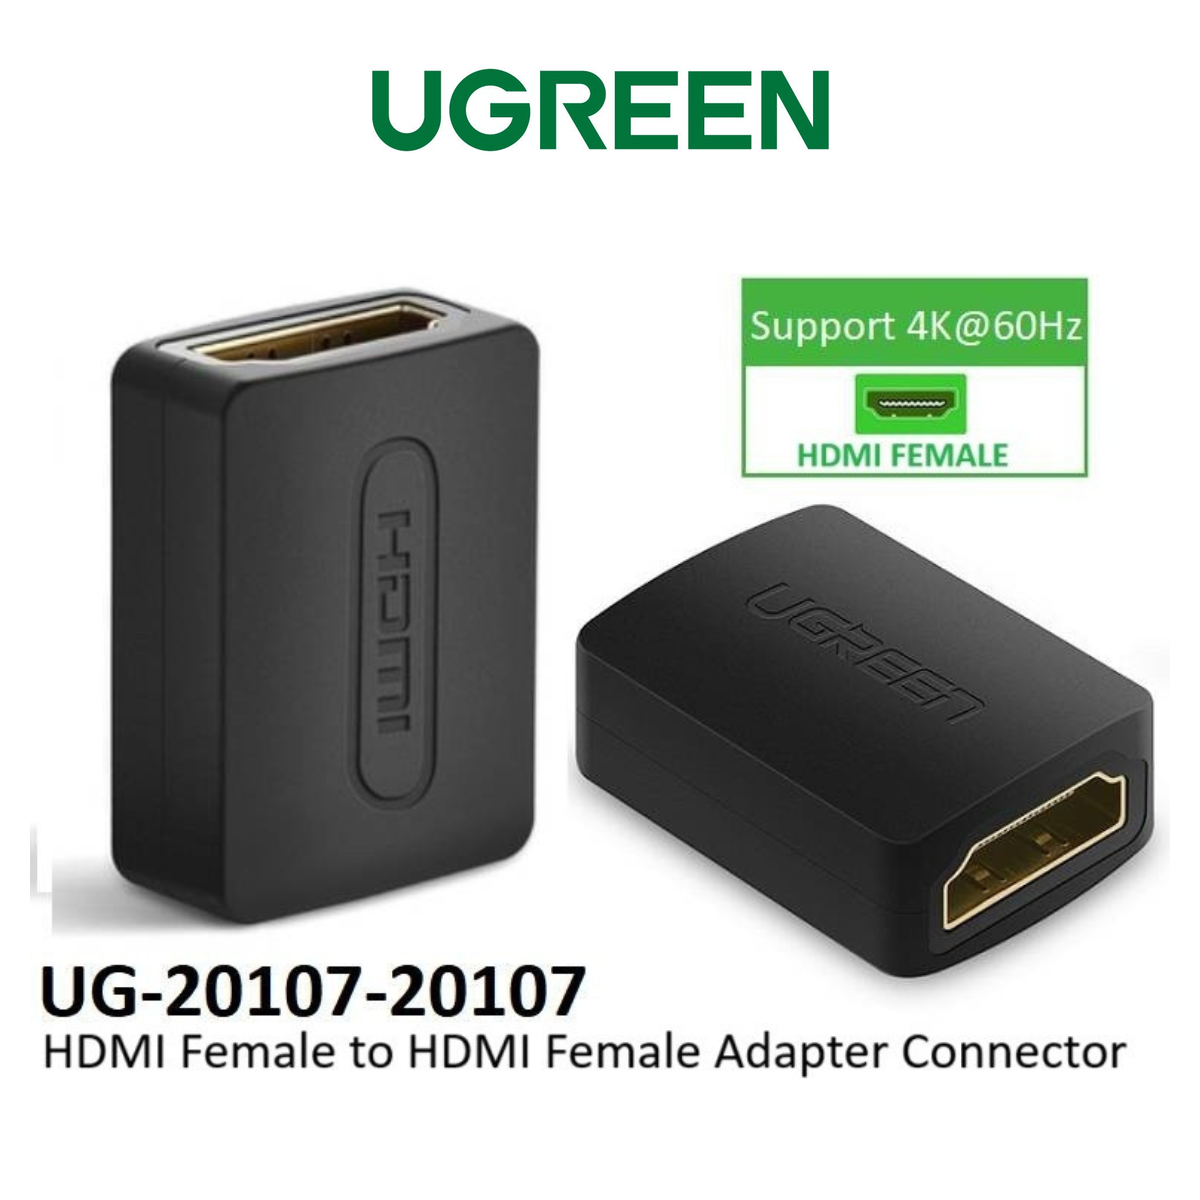 UGREEN
Support 4K@60Hz
HDMI FEMALE
HDMI
UGREEN
UG-20107-20107
HDMI Female to HDMI Female Adapter Connector